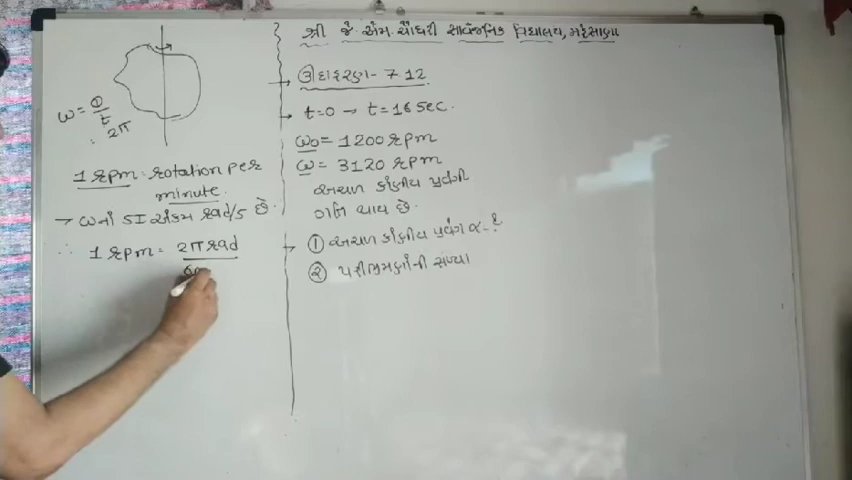 શ્રી જે. એમ. ચૌધરી સાર્વજનિક વિદ્યાલય, મહેસાણા
ω = θ/t
= 2π
1 rpm = rotation per
minute.
→ ωનો SI એકમ rad/s છે.
∴ 1 rpm = 2π rad
60
→ ઉદાહરણ - 7.12
→ t=0 → t=16 sec.
ω0 = 1200 rpm
ω = 3120 rpm
અચળ કોણીય પ્રવેગી
ગતિ થાય છે.
→ ① અચળ કોણીય પ્રવેગ α = ?
② પરીભ્રમણોની સંખ્યા